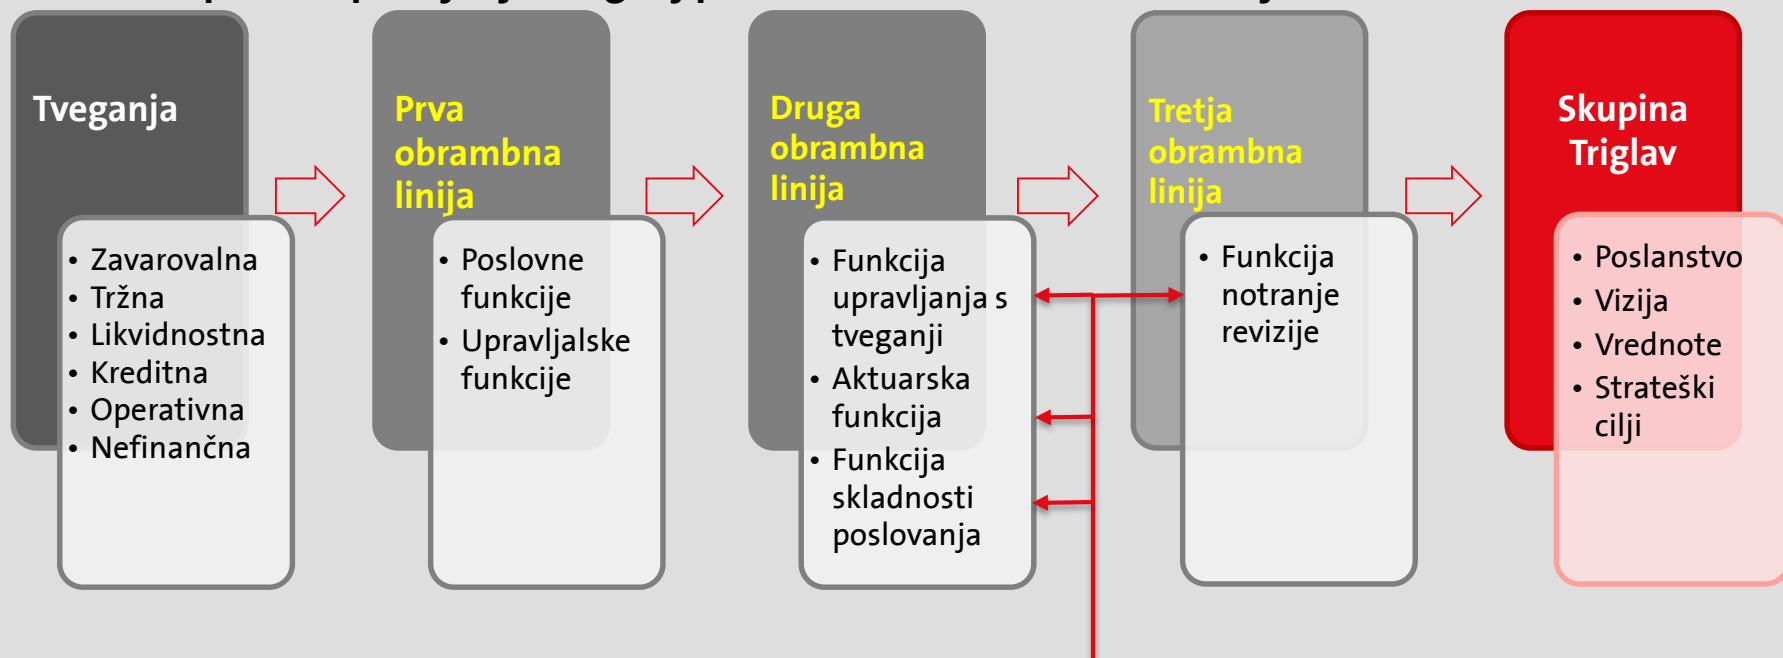 Tveganja
• Zavarovalna
• Tržna
• Likvidnostna
• Kreditna
• Operativna
• Nefinančna
Prva
obrambna
linija
• Poslovne
funkcije
• Upravljalske
funkcije
Druga
obrambna
linija
• Funkcija
upravljanja s
tveganji
• Aktuarska
funkcija
• Funkcija
skladnosti
poslovanja
Tretja
obrambna
linija
• Funkcija
notranje
revizije
Skupina
Triglav
• Poslanstvo
• Vizija
• Vrednote
• Strateški
cilji